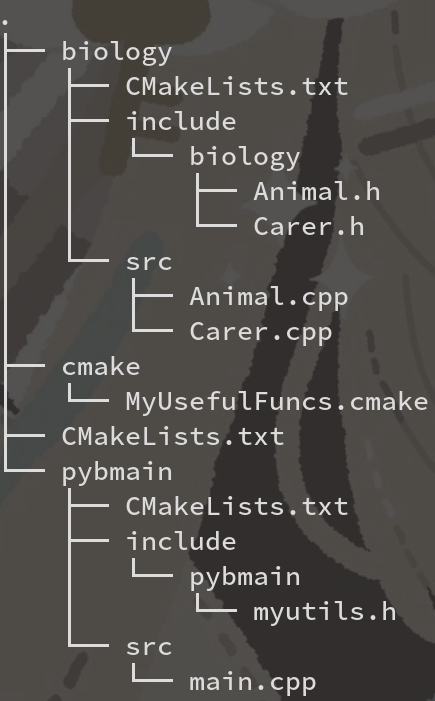 .
├── biology
│   ├── CMakeLists.txt
│   ├── include
│   │   └── biology
│   │       ├── Animal.h
│   │       └── Carer.h
│   └── src
│       ├── Animal.cpp
│       └── Carer.cpp
├── cmake
│   └── MyUsefulFuncs.cmake
├── CMakeLists.txt
└── pybmain
    ├── CMakeLists.txt
    ├── include
    │   └── pybmain
    │       └── myutils.h
    └── src
        └── main.cpp